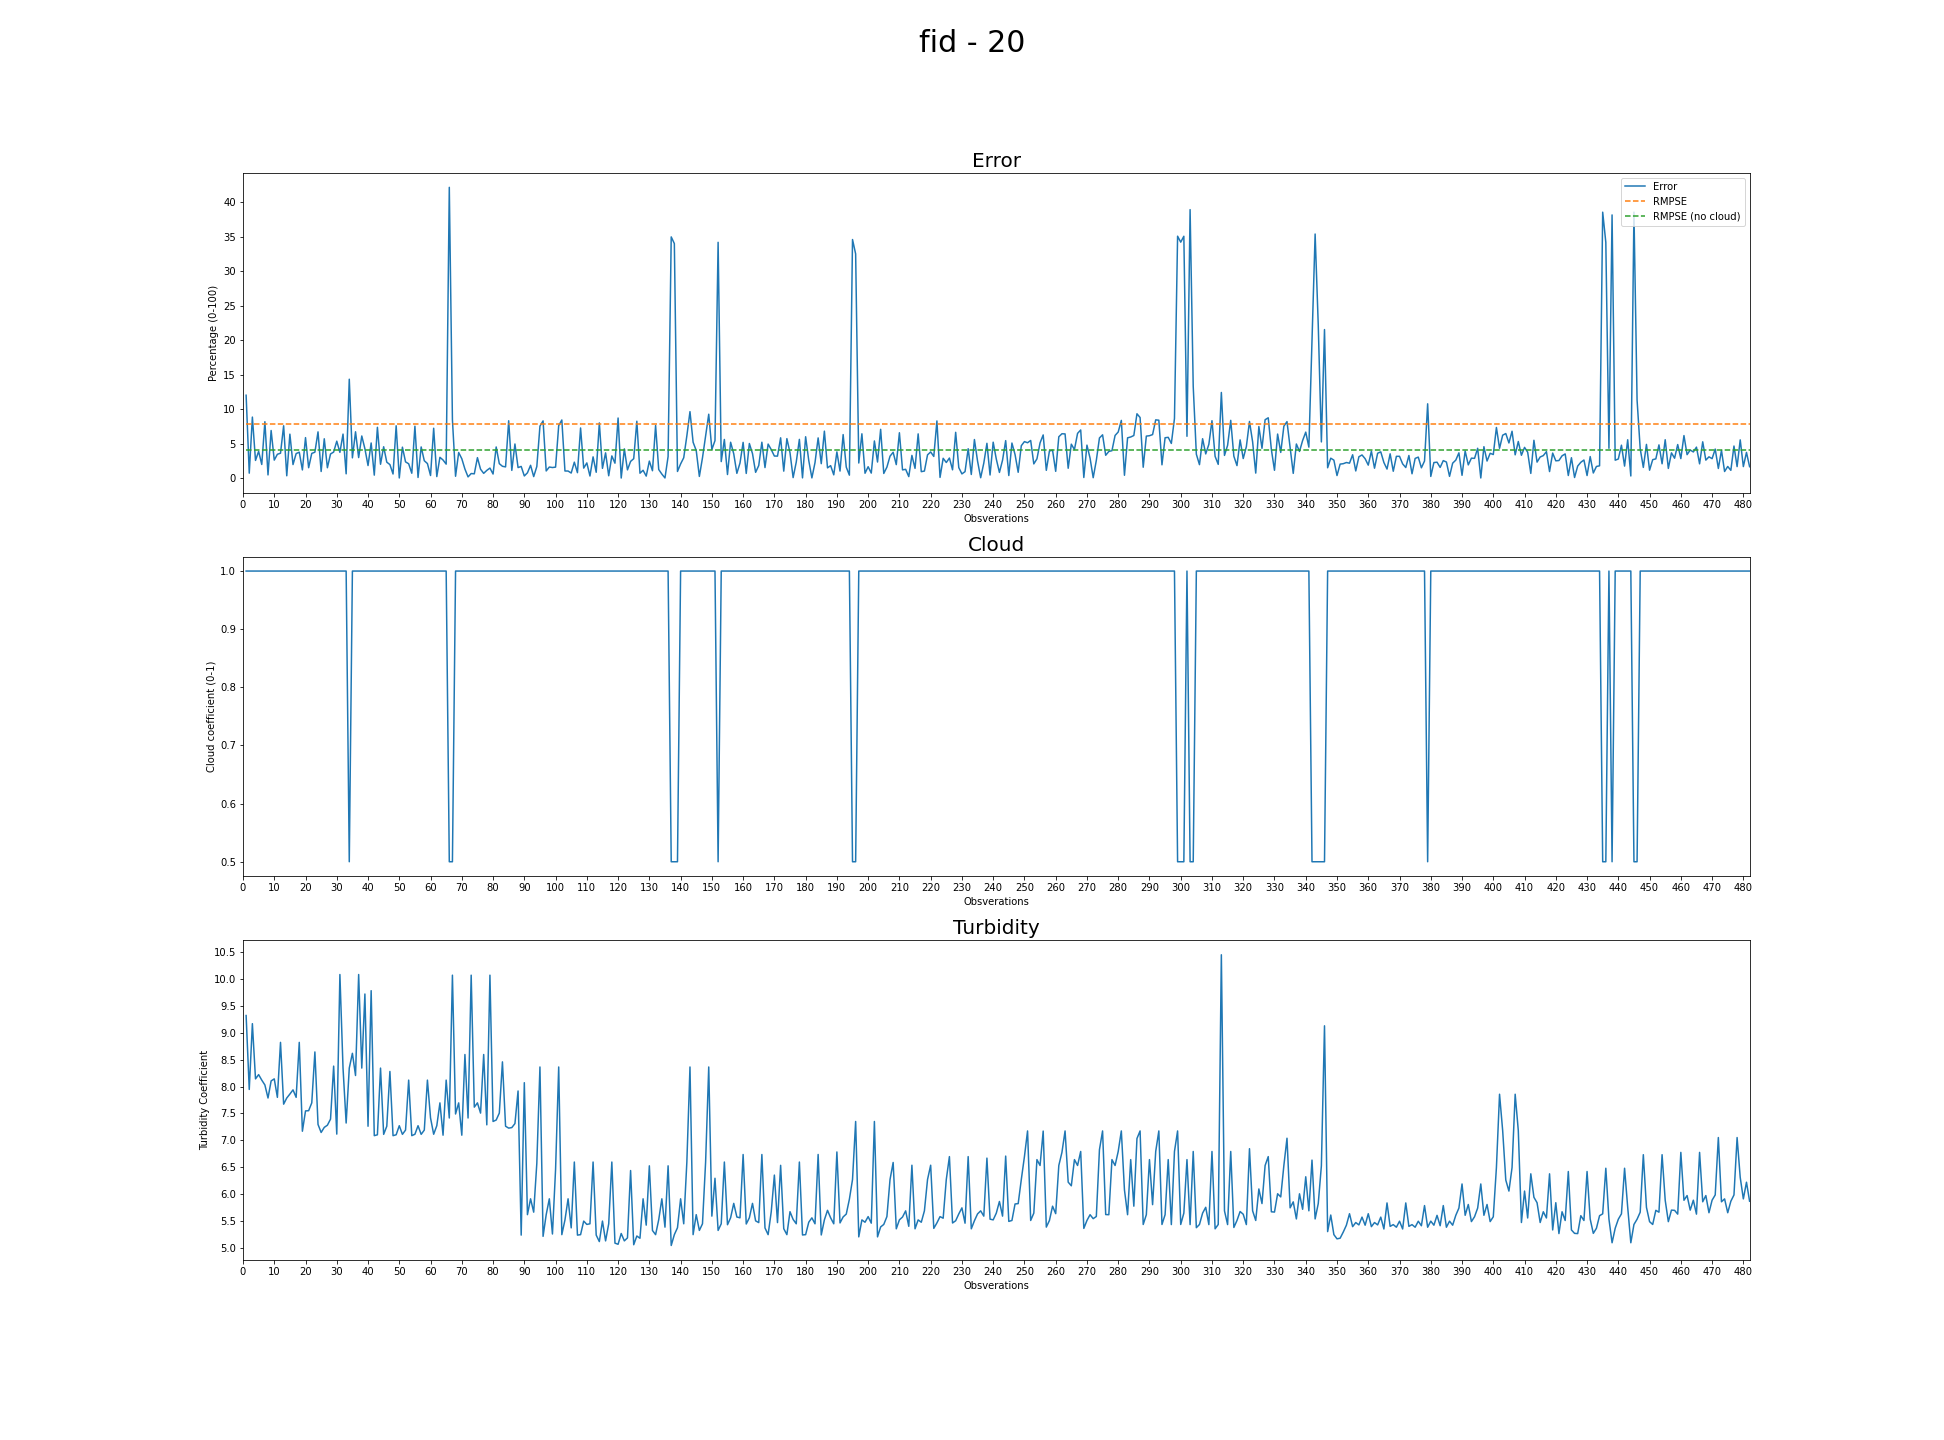 fid - 20
Error
Error
RMPSE
RMPSE (no cloud)
Percentage (0-100)
40
35
30
25
20
15
10
5
0
0 10 20 30 40 50 60 70 80 90 100 110 120 130 140 150 160 170 180 190 200 210 220 230 240 250 260 270 280 290 300 310 320 330 340 350 360 370 380 390 400 410 420 430 440 450 460 470 480
Obsverations
Cloud
Cloud coefficient (0-1)
1.0
0.9
0.8
0.7
0.6
0.5
0 10 20 30 40 50 60 70 80 90 100 110 120 130 140 150 160 170 180 190 200 210 220 230 240 250 260 270 280 290 300 310 320 330 340 350 360 370 380 390 400 410 420 430 440 450 460 470 480
Obsverations
Turbidity
Turbidity Coefficient
10.5
10.0
9.5
9.0
8.5
8.0
7.5
7.0
6.5
6.0
5.5
5.0
0 10 20 30 40 50 60 70 80 90 100 110 120 130 140 150 160 170 180 190 200 210 220 230 240 250 260 270 280 290 300 310 320 330 340 350 360 370 380 390 400 410 420 430 440 450 460 470 480
Obsverations